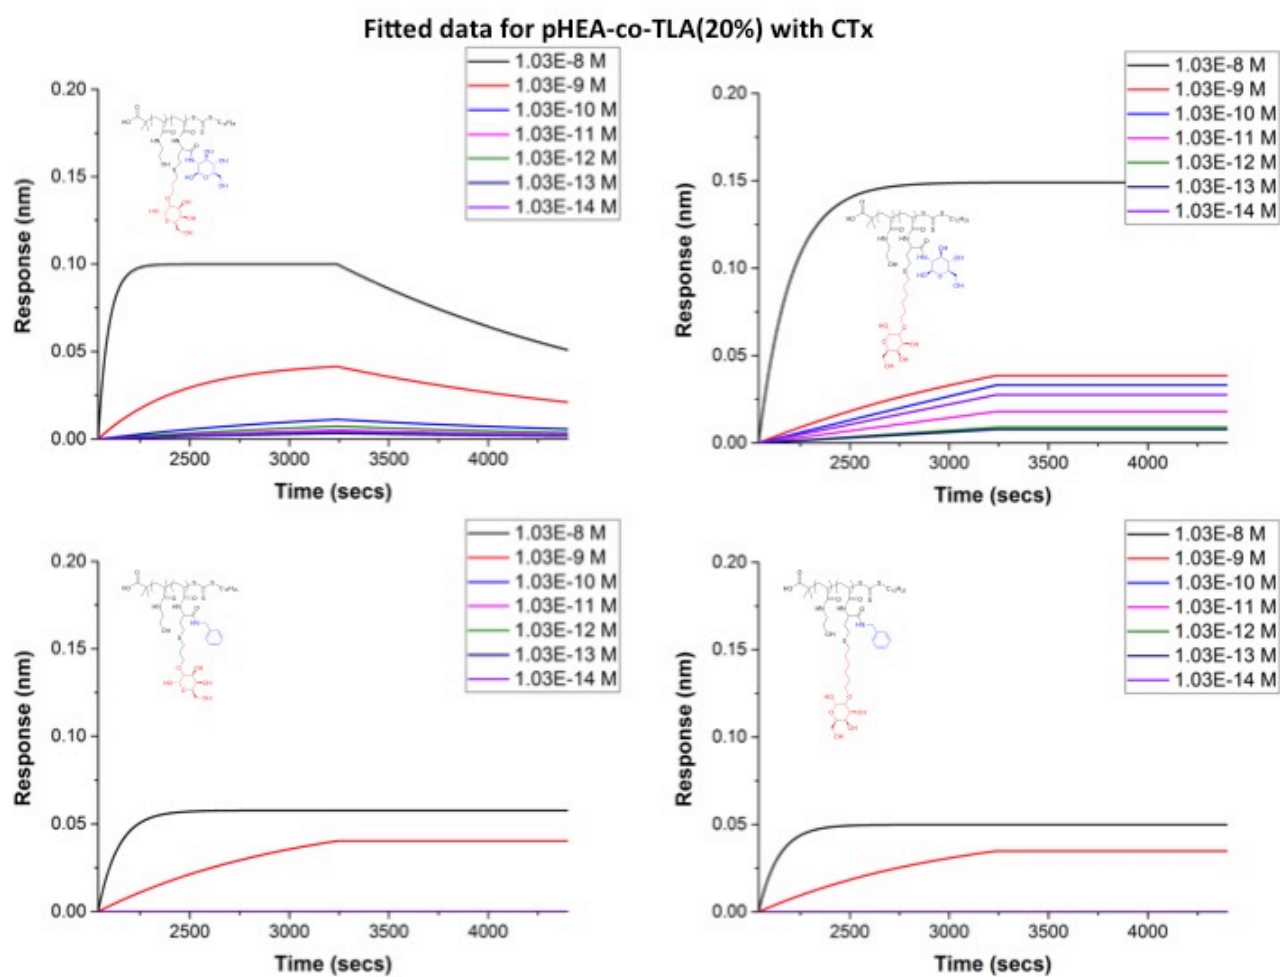 Fitted data for pHEA-co-TLA(20%) with CTx
1.03E-8 M
1.03E-9 M
1.03E-10 M
1.03E-11 M
1.03E-12 M
1.03E-13 M
1.03E-14 M
0.20
0.15
0.10
0.05
0.00
Response (nm)
2500 3000 3500 4000
Time (secs)
1.03E-8 M
1.03E-9 M
1.03E-10 M
1.03E-11 M
1.03E-12 M
1.03E-13 M
1.03E-14 M
0.20
0.15
0.10
0.05
0.00
Response (nm)
2500 3000 3500 4000
Time (secs)
1.03E-8 M
1.03E-9 M
1.03E-10 M
1.03E-11 M
1.03E-12 M
1.03E-13 M
1.03E-14 M
0.20
0.15
0.10
0.05
0.00
Response (nm)
2500 3000 3500 4000
Time (secs)
1.03E-8 M
1.03E-9 M
1.03E-10 M
1.03E-11 M
1.03E-12 M
1.03E-13 M
1.03E-14 M
0.20
0.15
0.10
0.05
0.00
Response (nm)
2500 3000 3500 4000
Time (secs)